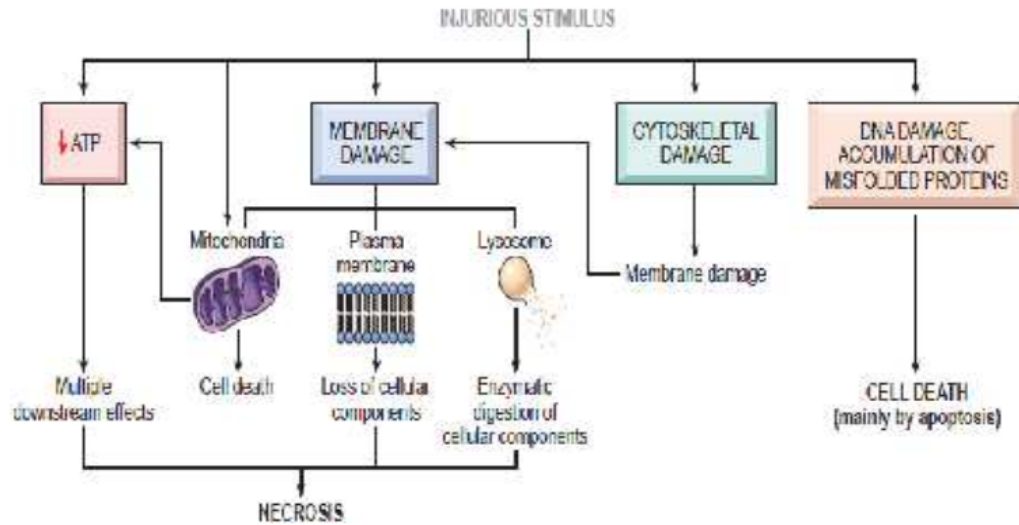 INJURIOUS STIMULUS
↓ ATP
MEMBRANE
DAMAGE
CYTOSKELETAL
DAMAGE
DNA DAMAGE,
ACCUMULATION OF
MISFOLDED PROTEINS
Mitochondria
Plasma
membrane
Lysosome
Membrane damage
Multiple
downstream effects
Cell death
Loss of cellular
components
Enzymatic
digestion of
cellular components
CELL DEATH
(mainly by apoptosis)
NECROSIS